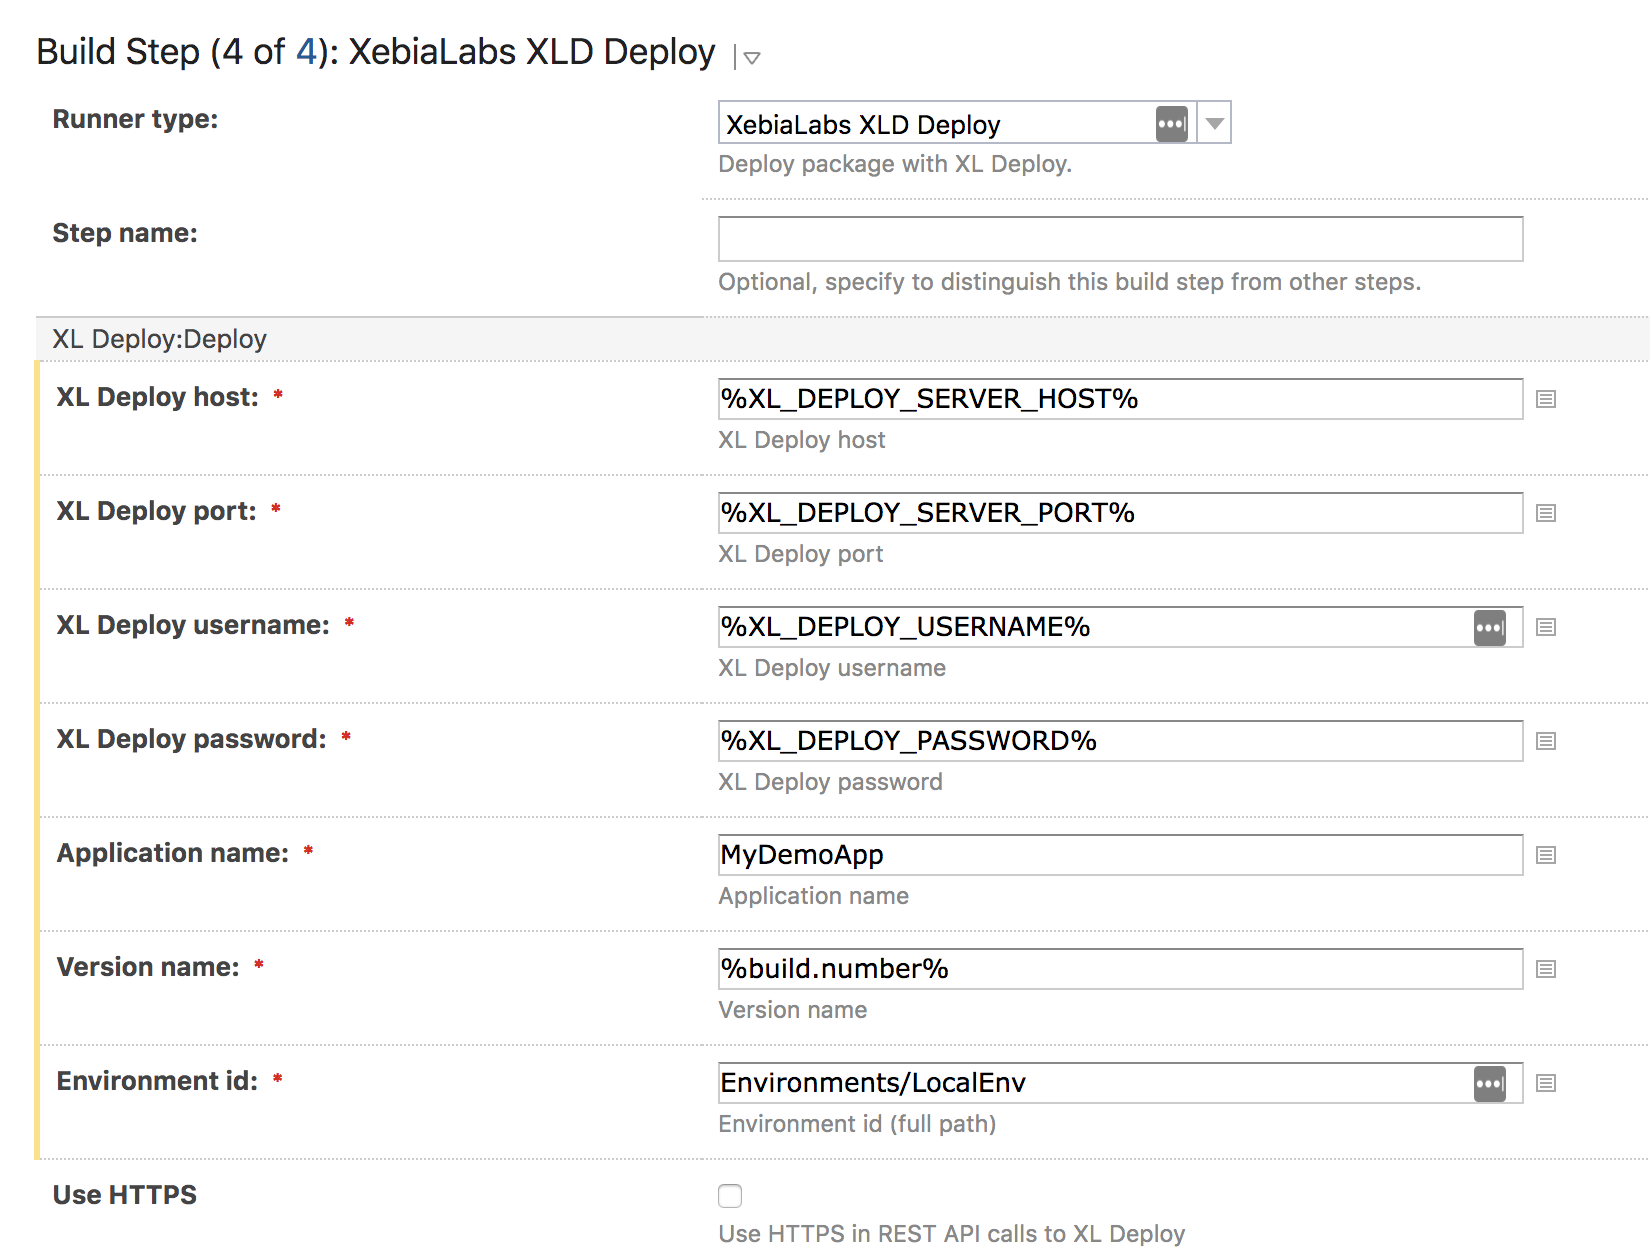 Build Step (4 of 4): XebiaLabs XLD Deploy
Runner type:
XebiaLabs XLD Deploy
Deploy package with XL Deploy.
Step name:
Optional, specify to distinguish this build step from other steps.
XL Deploy:Deploy
XL Deploy host: *
%XL_DEPLOY_SERVER_HOST%
XL Deploy host
XL Deploy port: *
%XL_DEPLOY_SERVER_PORT%
XL Deploy port
XL Deploy username: *
%XL_DEPLOY_USERNAME%
XL Deploy username
XL Deploy password: *
%XL_DEPLOY_PASSWORD%
XL Deploy password
Application name: *
MyDemoApp
Application name
Version name: *
%build.number%
Version name
Environment id: *
Environments/LocalEnv
Environment id (full path)
Use HTTPS
Use HTTPS in REST API calls to XL Deploy